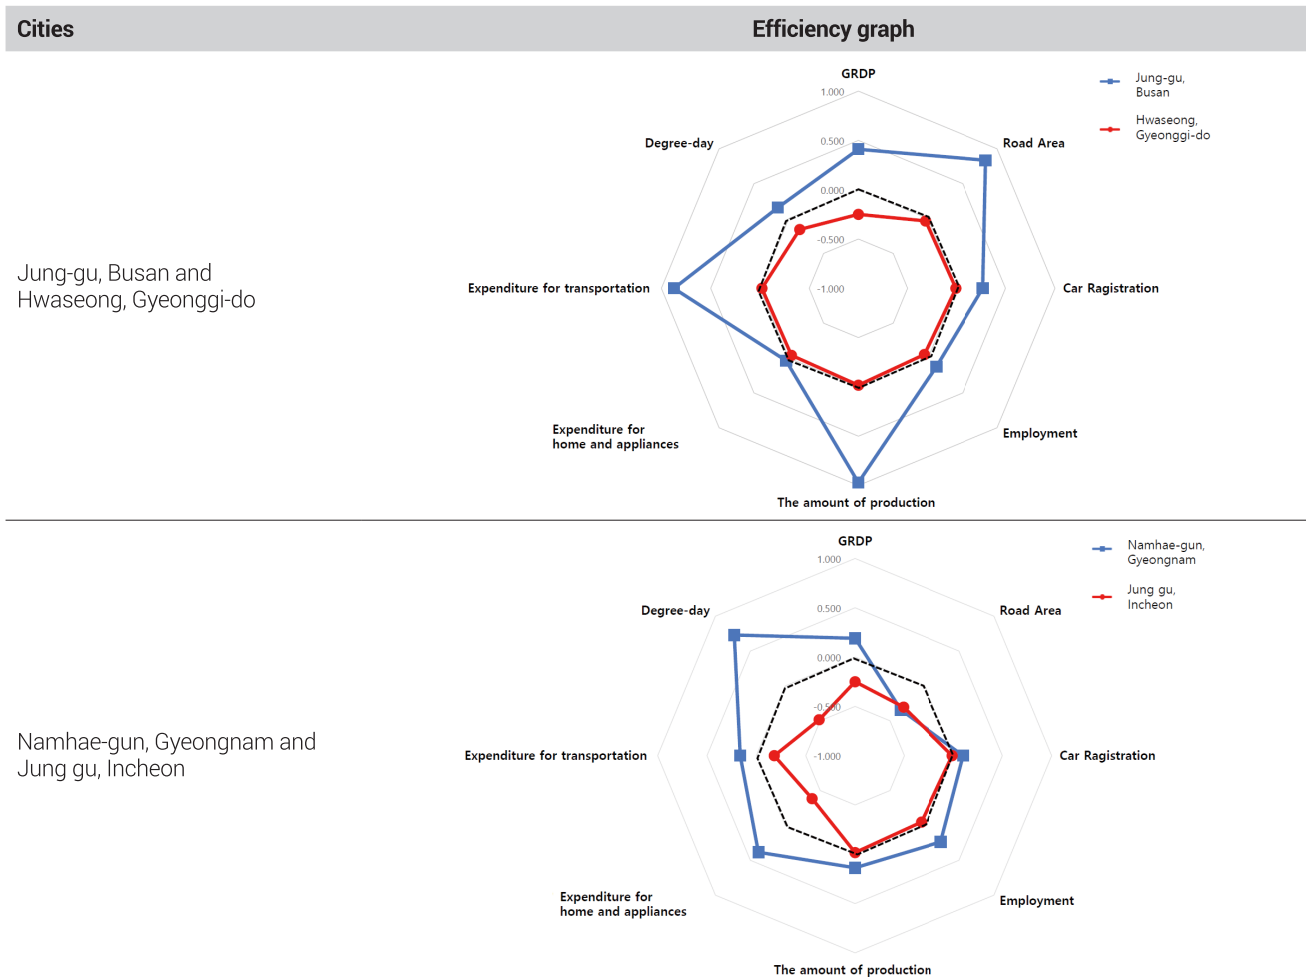 Cities
Efficiency graph
Jung-gu, Busan and
Hwaseong, Gyeonggi-do
GRDP
1.000
0.500
0.000
-0.500
-1.000
Road Area
Car Ragistration
Employment
The amount of production
Expenditure for
home and appliances
Expenditure for transportation
Degree-day
Jung-gu,
Busan
Hwaseong,
Gyeonggi-do
Namhae-gun, Gyeongnam and
Jung gu, Incheon
GRDP
1.000
0.500
0.000
-0.500
-1.000
Road Area
Car Ragistration
Employment
The amount of production
Expenditure for
home and appliances
Expenditure for transportation
Degree-day
Namhae-gun,
Gyeongnam
Jung gu,
Incheon